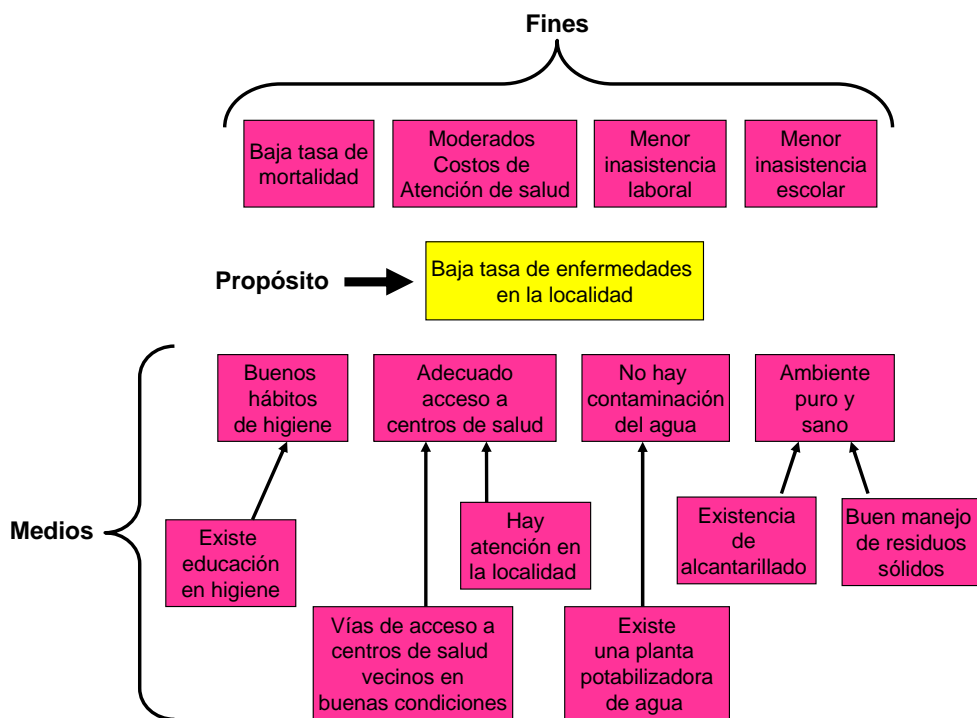 Fines
Baja tasa de
mortalidad
Moderados
Costos de
Atención de salud
Menor
inasistencia
laboral
Menor
inasistencia
escolar
Propósito
Baja tasa de enfermedades
en la localidad
Buenos
hábitos
de higiene
Adecuado
acceso a
centros de salud
No hay
contaminación
del agua
Ambiente
puro y
sano
Medios
Existe
educación
en higiene
Hay
atención en
la localidad
Existencia
de
alcantarillado
Buen manejo
de residuos
sólidos
Vías de acceso a
centros de salud
vecinos en
buenas condiciones
Existe
una planta
potabilizadora
de agua